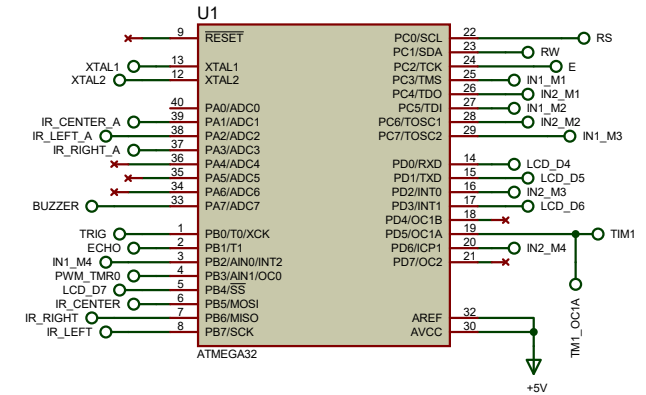 U1
9 RESET
XTAL1 13 XTAL1
XTAL2 12 XTAL2
40 PA0/ADC0
IR_CENTER_A 39 PA1/ADC1
IR_LEFT_A 38 PA2/ADC2
IR_RIGHT_A 37 PA3/ADC3
36 PA4/ADC4
35 PA5/ADC5
34 PA6/ADC6
BUZZER 33 PA7/ADC7
TRIG 1 PB0/T0/XCK
ECHO 2 PB1/T1
IN1_M4 3 PB2/AIN0/INT2
PWM_TMR0 4 PB3/AIN1/OC0
LCD_D7 5 PB4/SS
IR_CENTER 6 PB5/MOSI
IR_RIGHT 7 PB6/MISO
IR_LEFT 8 PB7/SCK
PC0/SCL 22 RS
PC1/SDA 23 RW
PC2/TCK 24 E
PC3/TMS 25 IN1_M1
PC4/TDO 26 IN2_M1
PC5/TDI 27 IN1_M2
PC6/TOSC1 28 IN2_M2
PC7/TOSC2 29 IN1_M3
PD0/RXD 14 LCD_D4
PD1/TXD 15 LCD_D5
PD2/INT0 16 IN2_M3
PD3/INT1 17 LCD_D6
PD4/OC1B 18
PD5/OC1A 19 TIM1
PD6/ICP1 20 IN2_M4
PD7/OC2 21
TM1_OC1A
AREF 32
AVCC 30
ATMEGA32
+5V